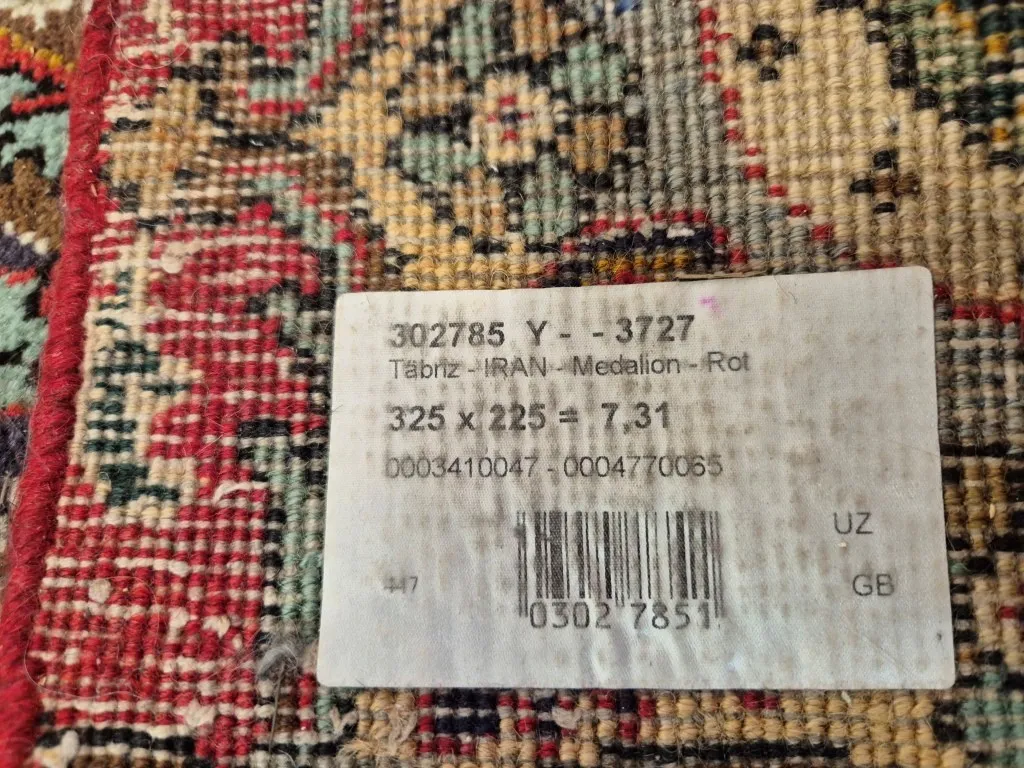 302785 Y - - 3727
Täbriz - IRAN - Medalion - Rot
325 x 225 = 7,31
0003410047 - 0004770065
UZ
GB
0302 7851